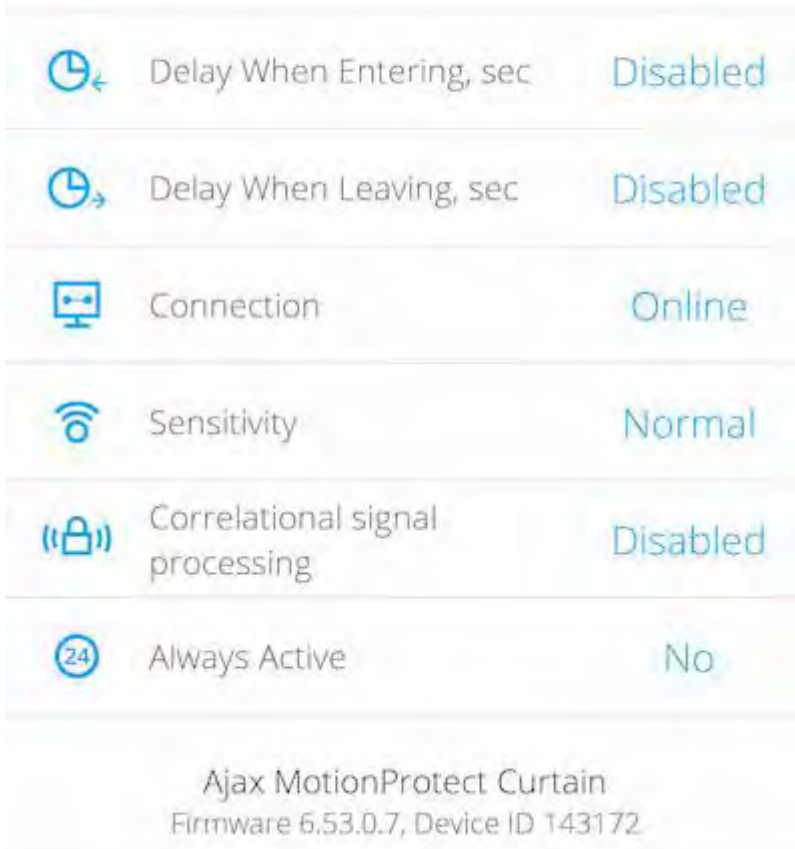 Delay When Entering, sec Disabled
Delay When Leaving, sec Disabled
Connection Online
Sensitivity Normal
Correlational signal
processing Disabled
24 Always Active No
Ajax MotionProtect Curtain
Firmware 6.53.0.7, Device ID 143172